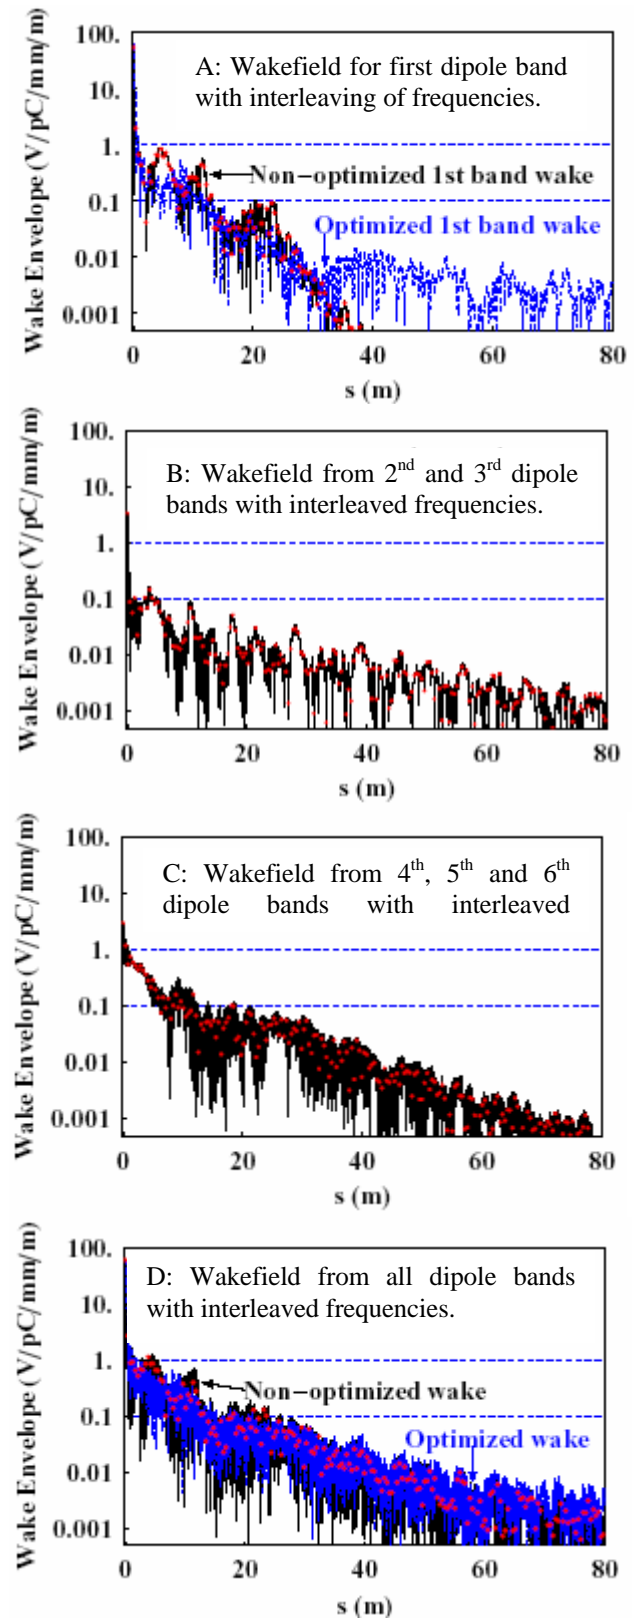 100.
10.
1.
0.1
0.01
0.001
Wake Envelope (V/pC/mm/m)
A: Wakefield for first dipole band
with interleaving of frequencies.
Non-optimized 1st band wake
Optimized 1st band wake
0 20 40 60 80
s (m)
100.
10.
1.
0.1
0.01
0.001
Wake Envelope (V/pC/mm/m)
B: Wakefield from 2nd and 3rd dipole
bands with interleaved frequencies.
0 20 40 60 80
s (m)
100.
10.
1.
0.1
0.01
0.001
Wake Envelope (V/pC/mm/m)
C: Wakefield from 4th, 5th and 6th
dipole bands with interleaved
0 20 40 60 80
s (m)
100.
10.
1.
0.1
0.01
0.001
Wake Envelope (V/pC/mm/m)
D: Wakefield from all dipole bands
with interleaved frequencies.
Non-optimized wake
Optimized wake
0 20 40 60 80
s (m)